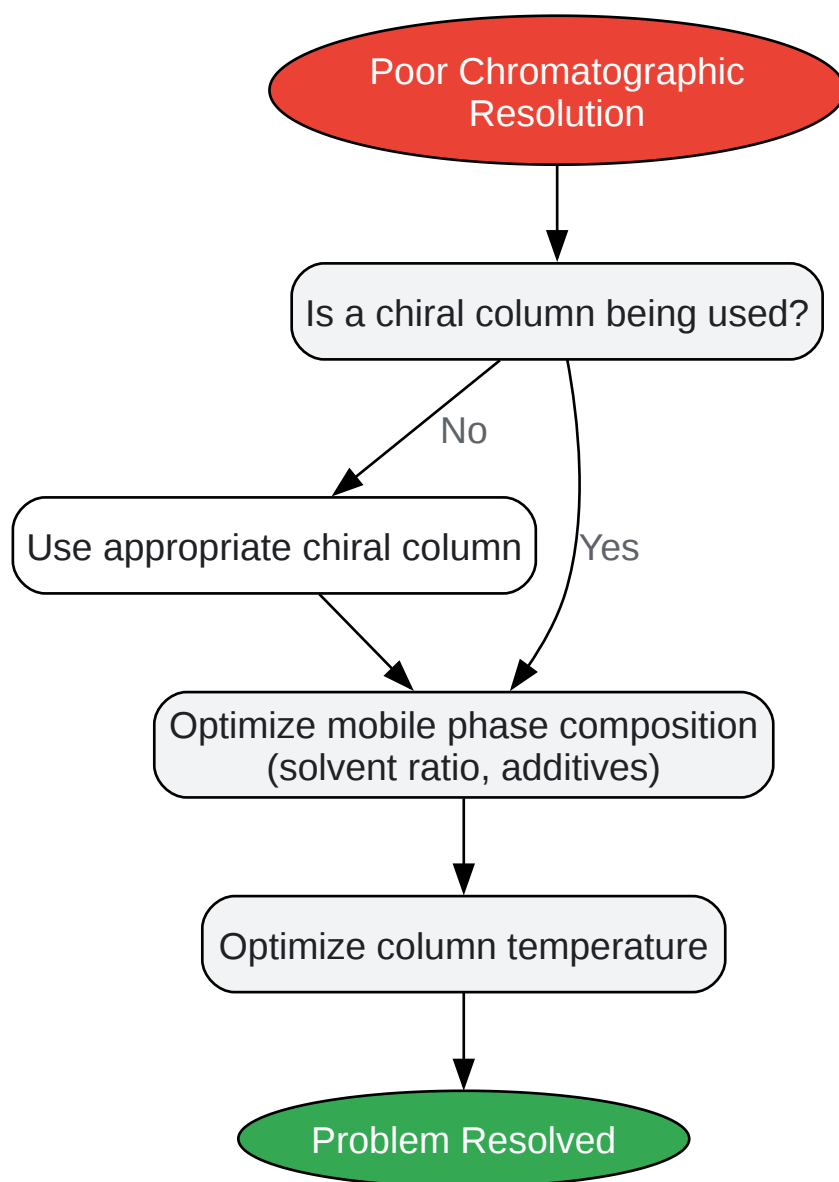 Poor Chromatographic
Resolution
Is a chiral column being used?
No
Use appropriate chiral column
Yes
Optimize mobile phase composition
(solvent ratio, additives)
Optimize column temperature
Problem Resolved